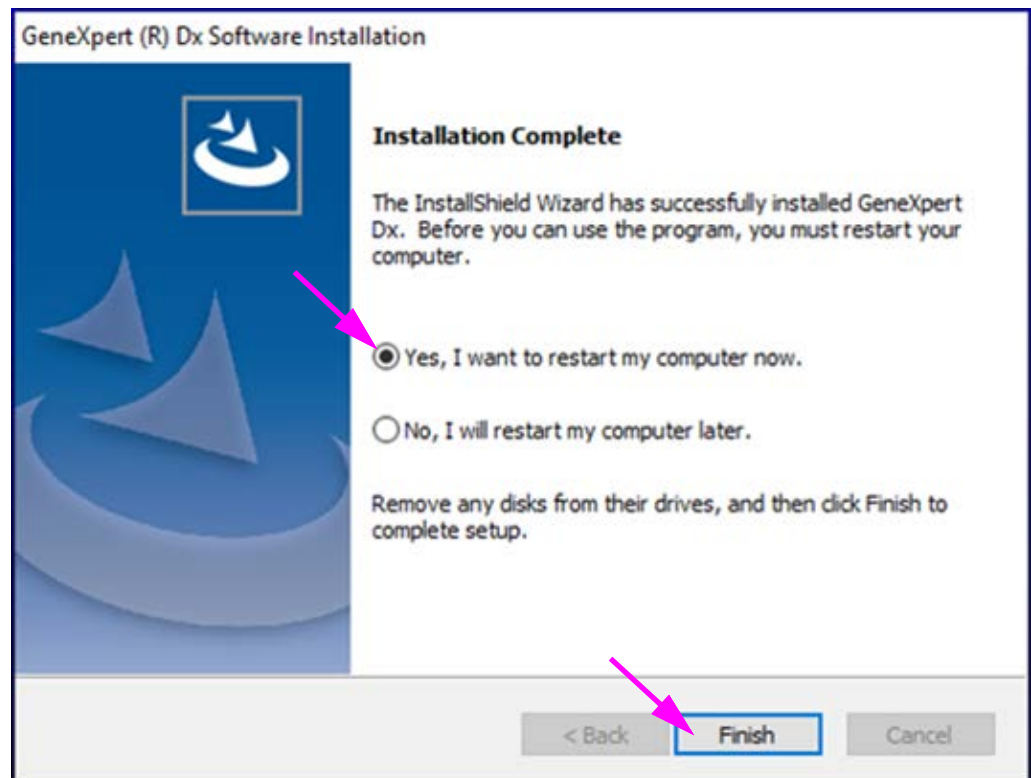 GeneXpert (R) Dx Software Installation
Installation Complete
The InstallShield Wizard has successfully installed GeneXpert
Dx.  Before you can use the program, you must restart your
computer.
Yes, I want to restart my computer now.
No, I will restart my computer later.
Remove any disks from their drives, and then click Finish to
complete setup.
< Back Finish Cancel